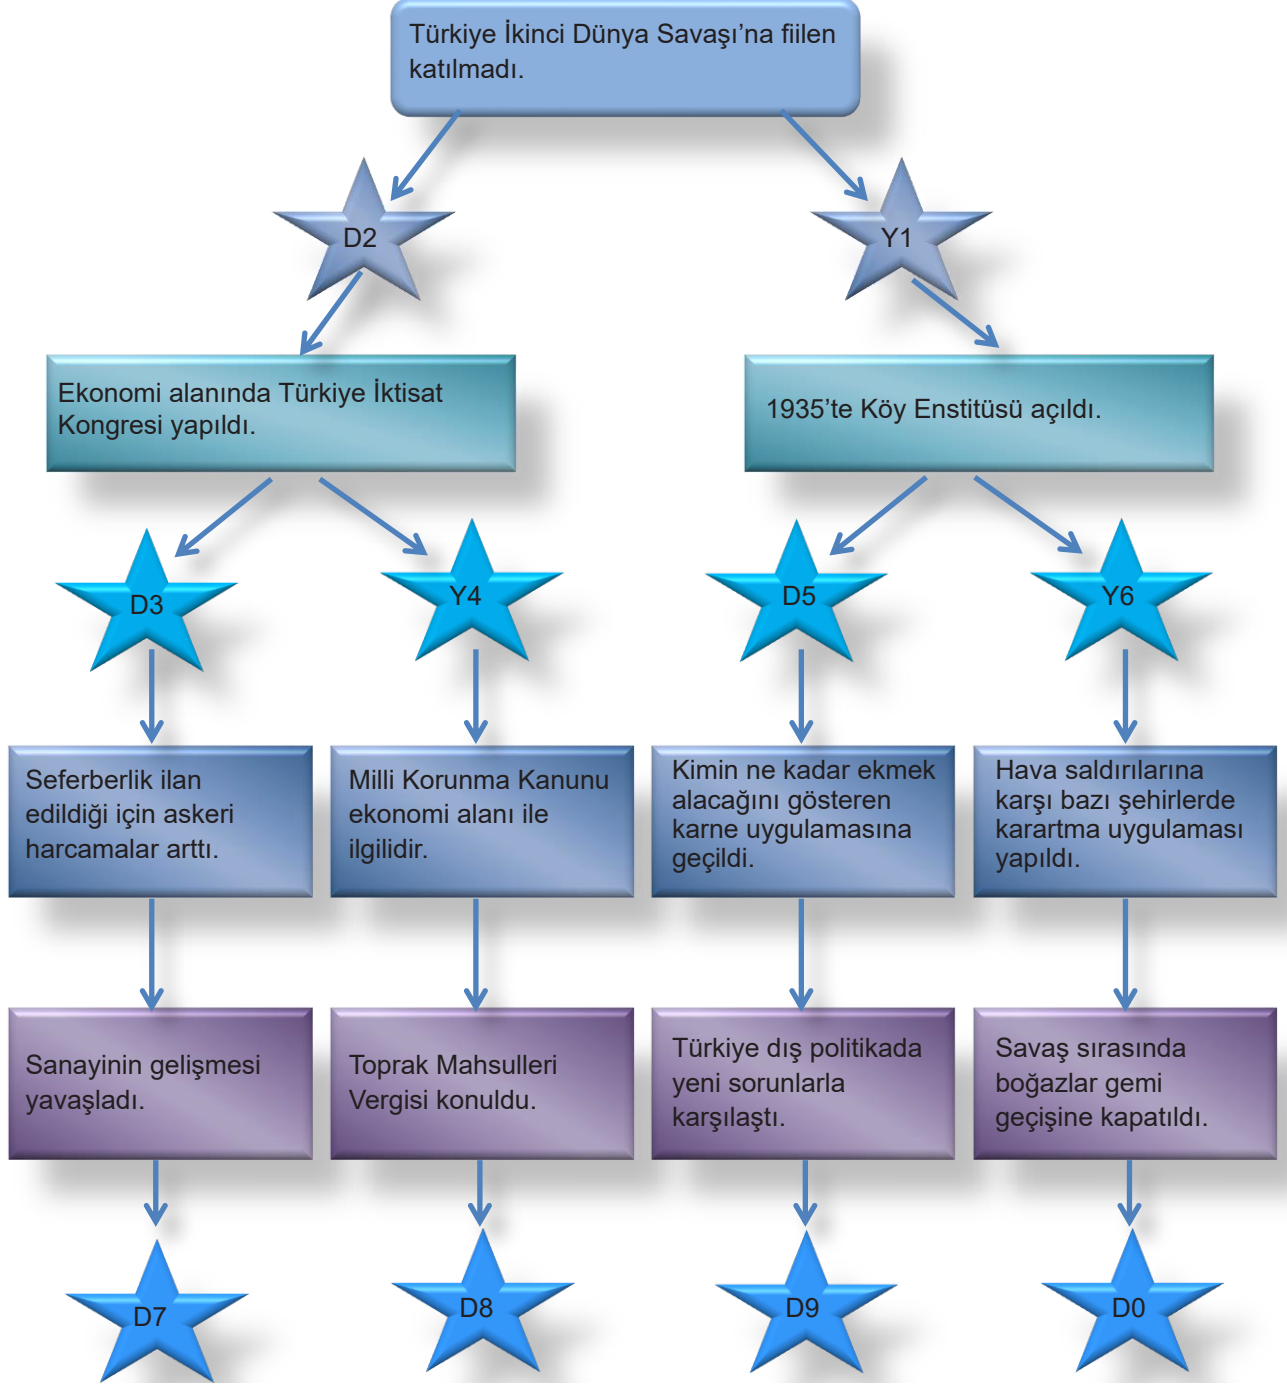 Türkiye İkinci Dünya Savaşı’na fiilen
katılmadı.
D2
Y1
Ekonomi alanında Türkiye İktisat
Kongresi yapıldı.
1935’te Köy Enstitüsü açıldı.
D3
Y4
D5
Y6
Seferberlik ilan
edildiği için askeri
harcamalar arttı.
Milli Korunma Kanunu
ekonomi alanı ile
ilgilidir.
Kimin ne kadar ekmek
alacağını gösteren
karne uygulamasına
geçildi.
Hava saldırılarına
karşı bazı şehirlerde
karartma uygulaması
yapıldı.
Sanayinin gelişmesi
yavaşladı.
Toprak Mahsulleri
Vergisi konuldu.
Türkiye dış politikada
yeni sorunlarla
karşılaştı.
Savaş sırasında
boğazlar gemi
geçişine kapatıldı.
D7
D8
D9
D0